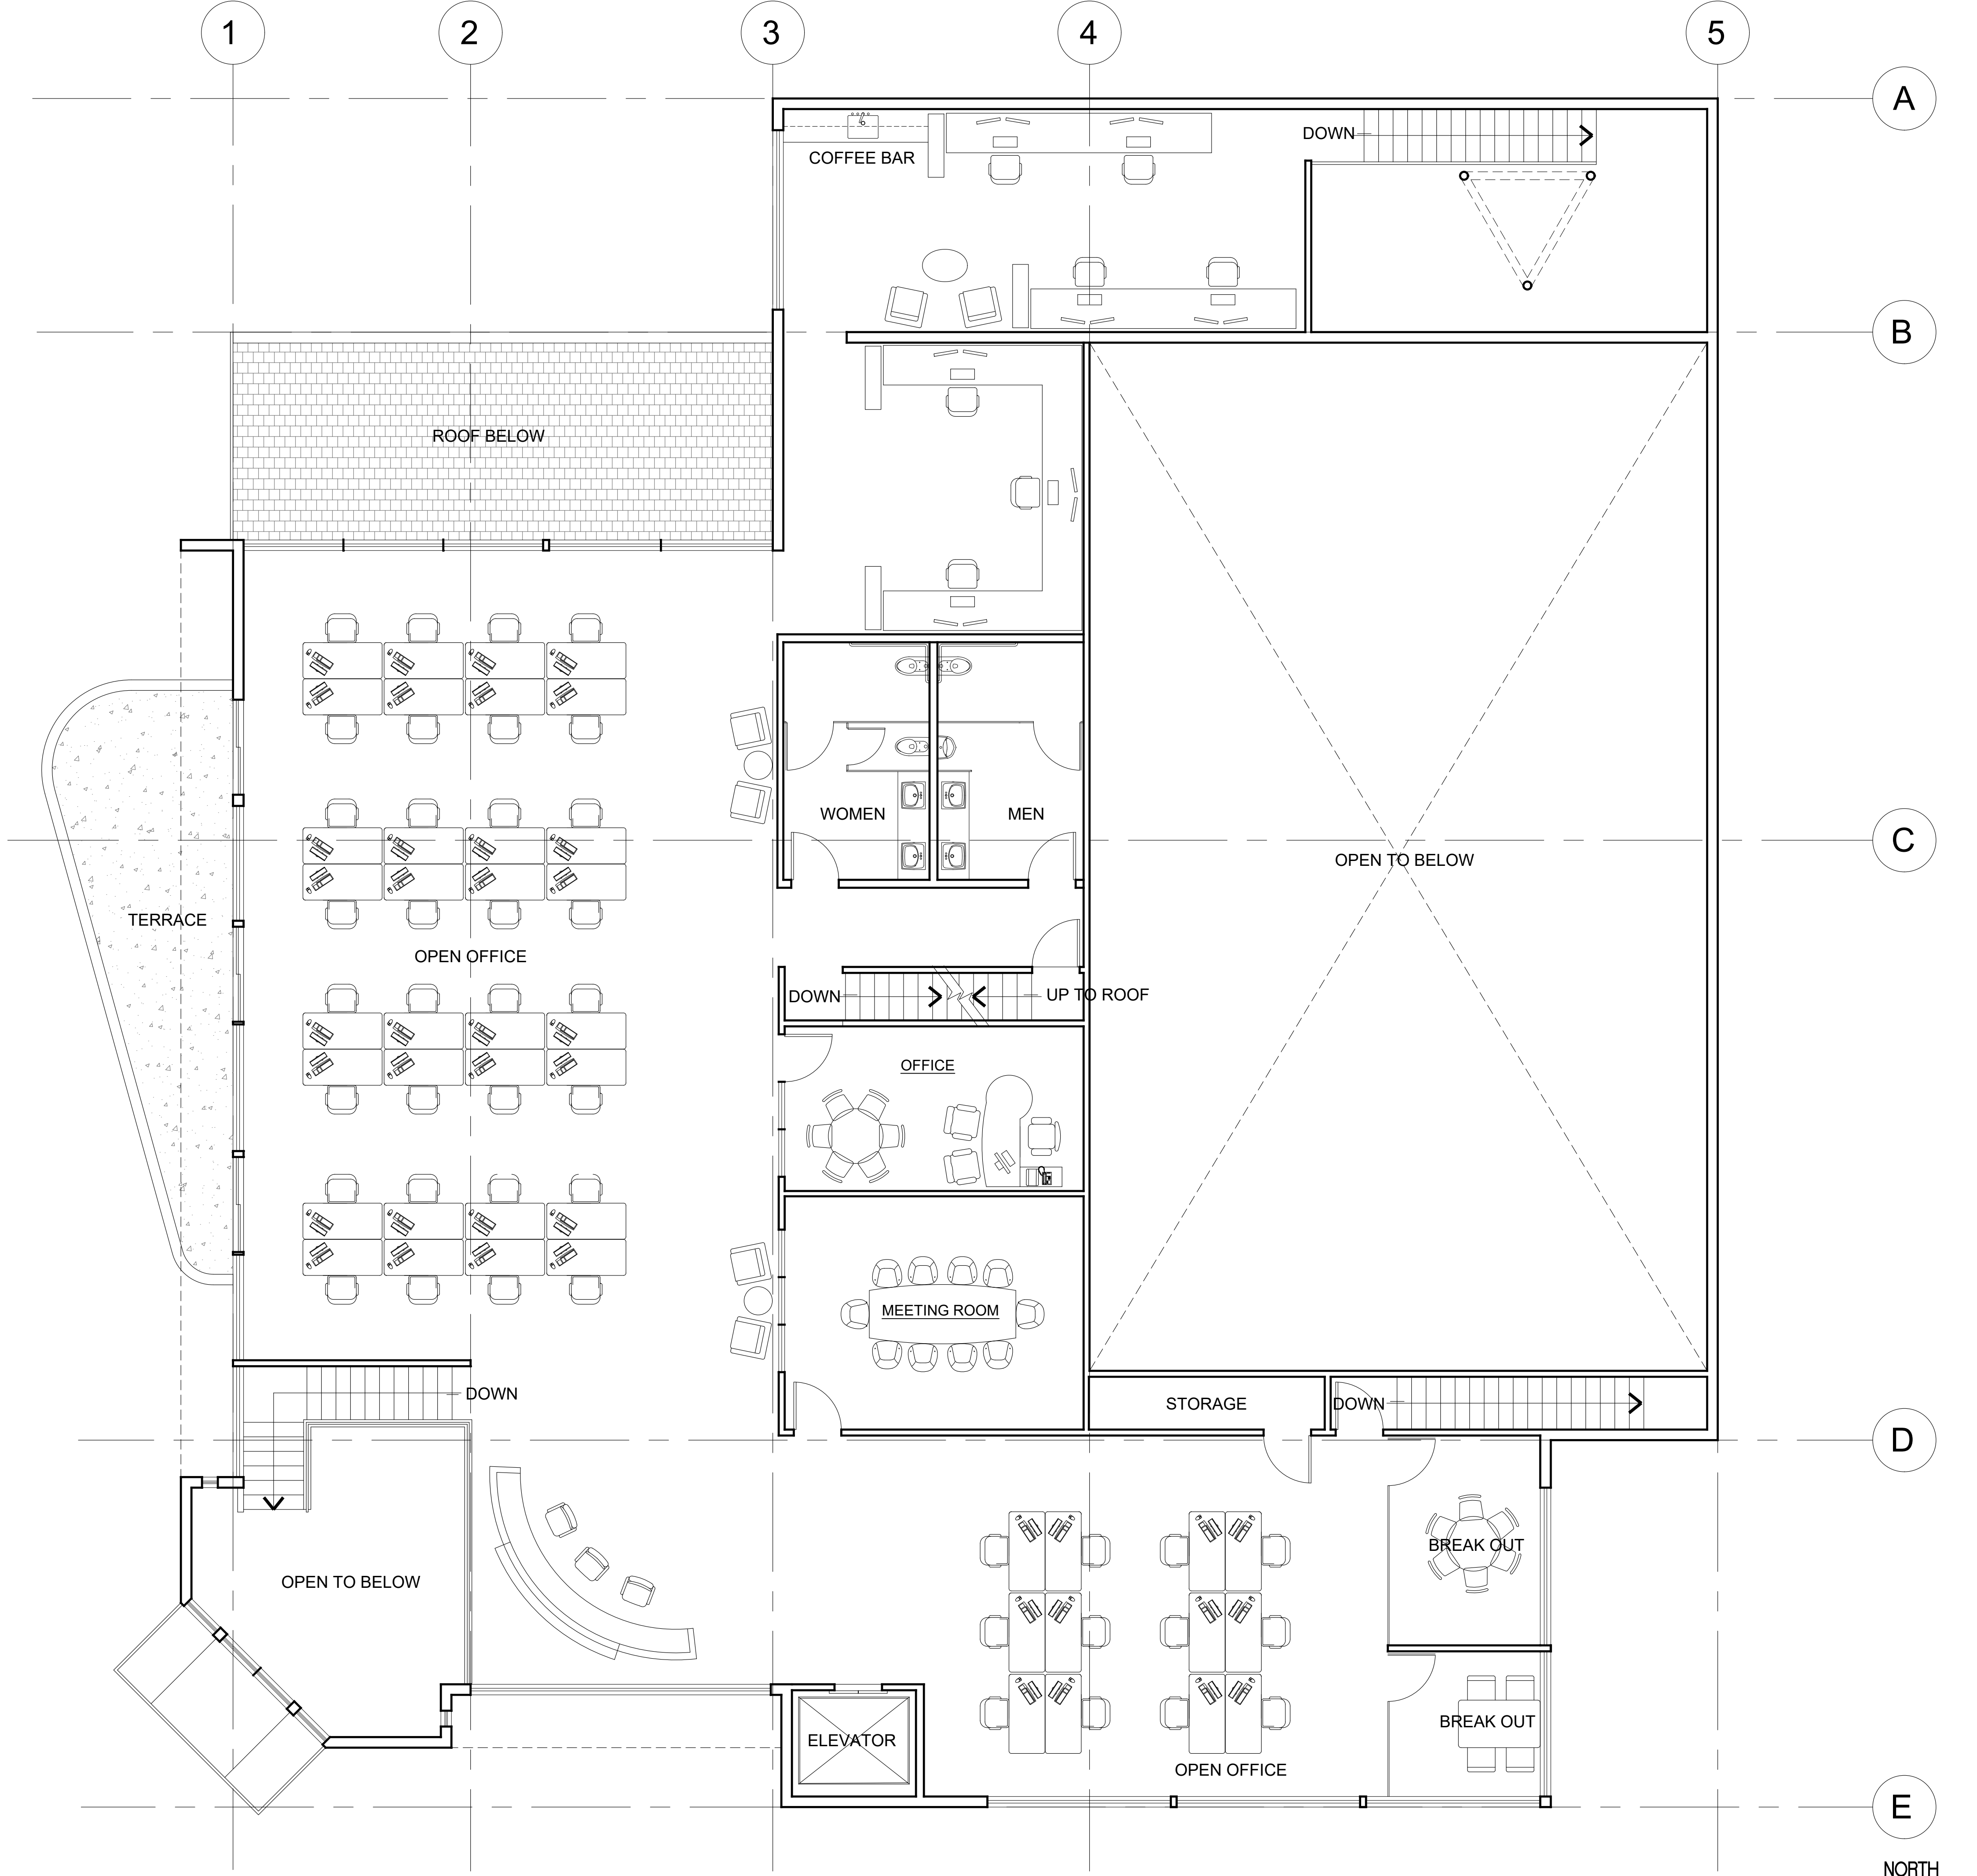 1
2
3
4
5
A
DOWN
COFFEE BAR
B
ROOF BELOW
WOMEN
MEN
C
OPEN TO BELOW
TERRACE
OPEN OFFICE
DOWN
UP TO ROOF
OFFICE
MEETING ROOM
DOWN
STORAGE
DOWN
D
BREAK OUT
OPEN TO BELOW
BREAK OUT
ELEVATOR
OPEN OFFICE
E
NORTH